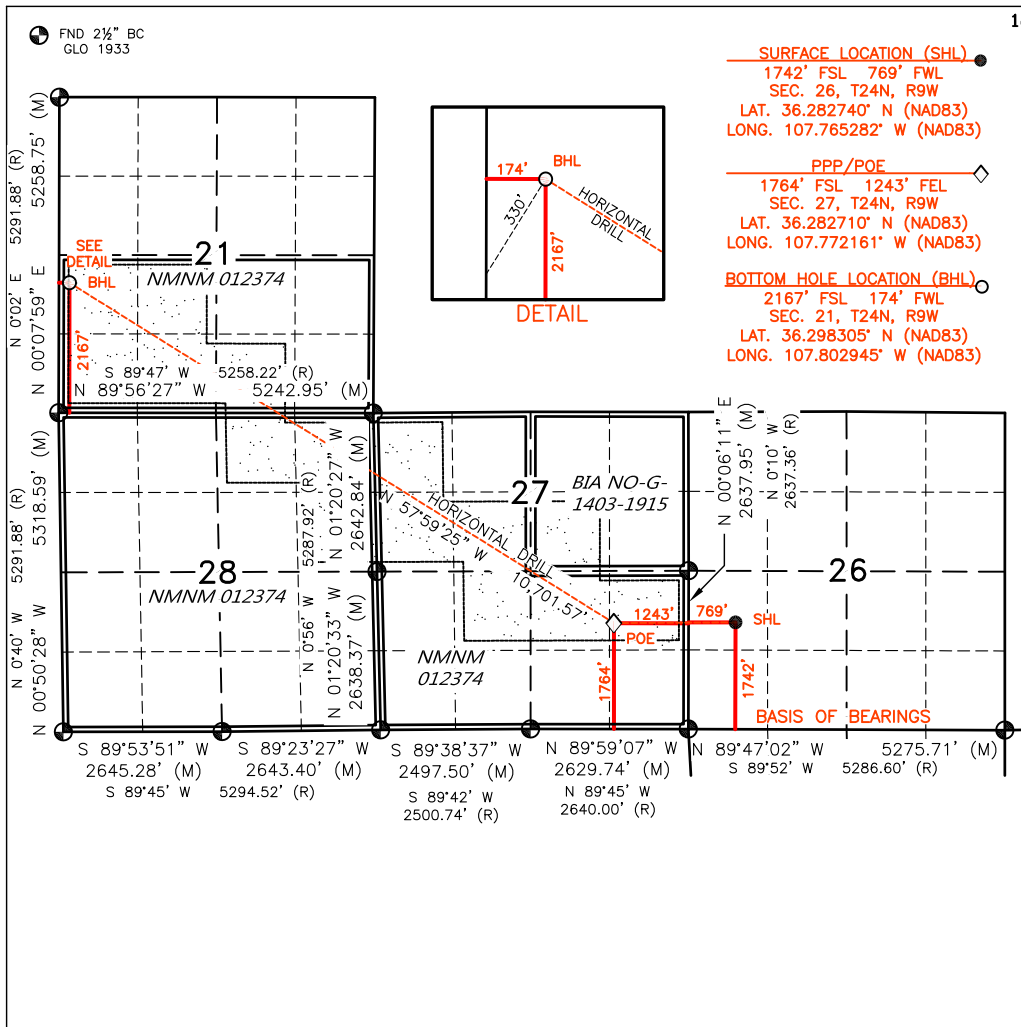 FND 2½" BC
GLO 1933
SURFACE LOCATION (SHL)
1742' FSL 769' FWL
SEC. 26, T24N, R9W
LAT. 36.282740° N (NAD83)
LONG. 107.765282° W (NAD83)
PPP/POE
1764' FSL 1243' FEL
SEC. 27, T24N, R9W
LAT. 36.282710° N (NAD83)
LONG. 107.772161° W (NAD83)
BOTTOM HOLE LOCATION (BHL)
2167' FSL 174' FWL
SEC. 21, T24N, R9W
LAT. 36.298305° N (NAD83)
LONG. 107.802945° W (NAD83)
174'
BHL
330'
HORIZONTAL
DRILL
2167'
DETAIL
N 0°02' E 5291.88' (R)
N 00°07'59" E 5258.75' (M)
SEE
DETAIL
BHL
2167'
21
NMNM 012374
S 89°47' W 5258.22' (R)
N 89°56'27" W 5242.95' (M)
N 0°40' W 5291.88' (R)
N 00°50'28" W 5318.59' (M)
28
NMNM 012374
N 0°56' W 5287.92' (R)
N 01°20'27" W
2642.84' (M)
N 01°20'33" W
2638.37' (M)
HORIZONTAL DRILL
N 57°59'25" W
10,701.57'
27
BIA NO-G-
1403-1915
NMNM
012374
N 00°06'11" E
2637.95' (M)
N 0°10' W
2637.36' (R)
26
1243'
769'
SHL
POE
1764'
1742'
BASIS OF BEARINGS
S 89°53'51" W
2645.28' (M)
S 89°23'27" W
2643.40' (M)
S 89°45' W 5294.52' (R)
S 89°38'37" W
2497.50' (M)
S 89°42' W
2500.74' (R)
N 89°59'07" W
2629.74' (M)
N 89°45' W
2640.00' (R)
N 89°47'02" W 5275.71' (M)
S 89°52' W 5286.60' (R)